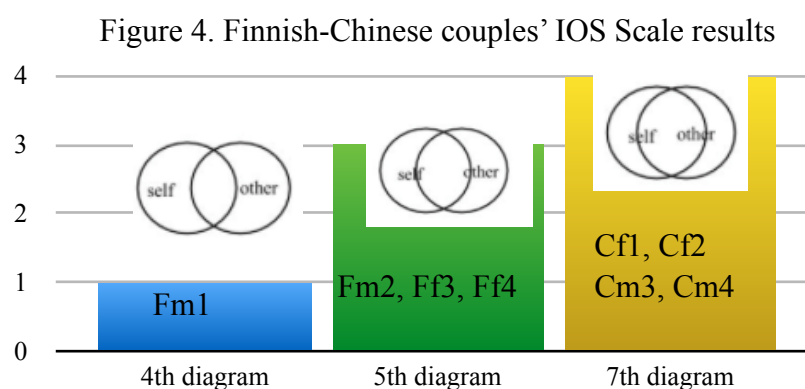 Figure 4. Finnish-Chinese couples’ IOS Scale results
4
3
2
1
0
self other
self other
self other
Fm1
Fm2, Ff3, Ff4
Cf1, Cf2
Cm3, Cm4
4th diagram
5th diagram
7th diagram